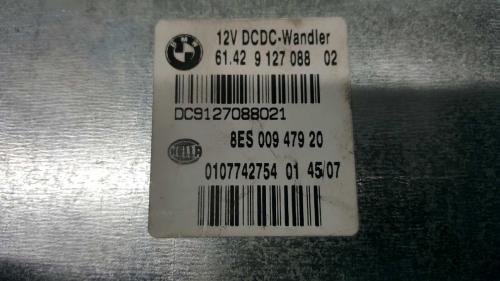 BMW
12V DCDC-Wandler
61.42 9 127 088 02
DC9127088021
8ES 009 479 20
HELLA
0107742754 01 45/07